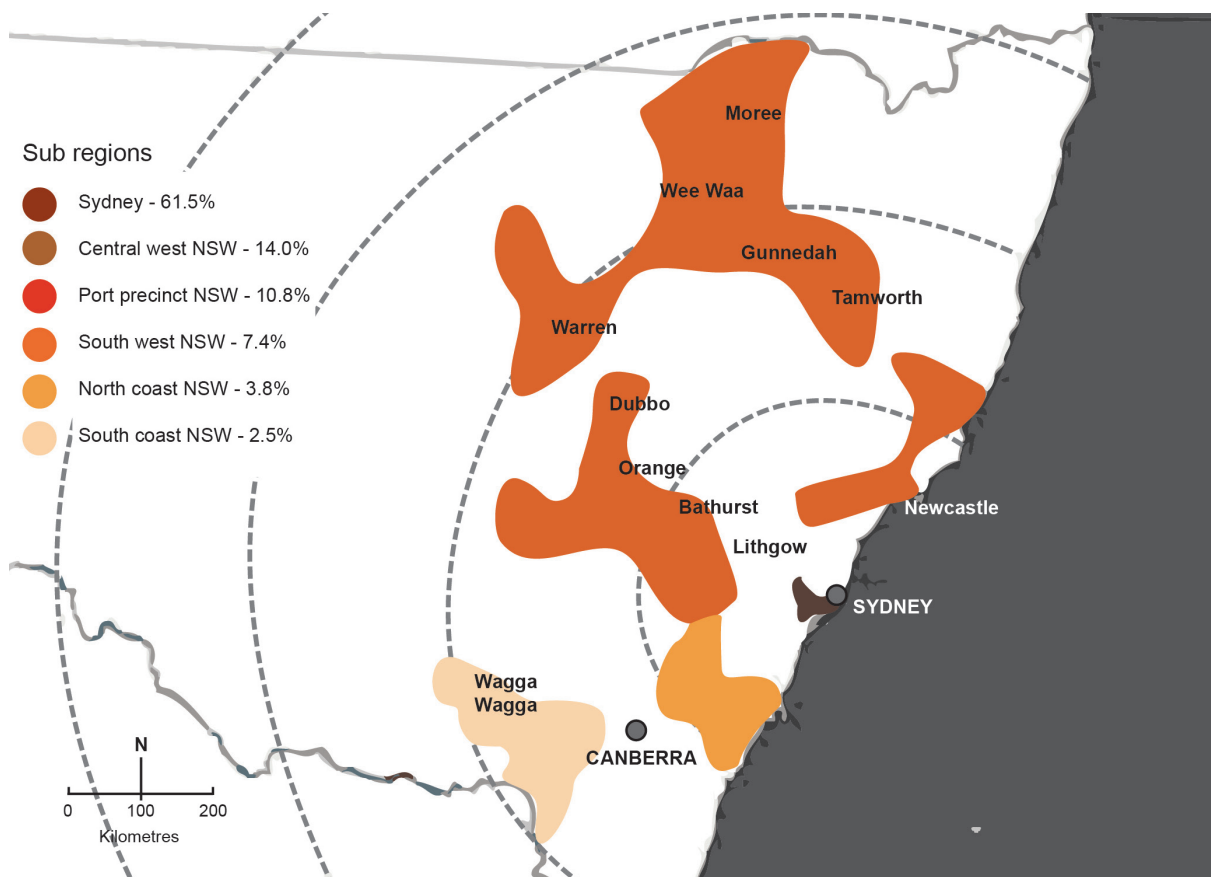 Sub regions
Sydney - 61.5%
Central west NSW - 14.0%
Port precinct NSW - 10.8%
South west NSW - 7.4%
North coast NSW - 3.8%
South coast NSW - 2.5%
Moree
Wee Waa
Gunnedah
Tamworth
Warren
Dubbo
Orange
Bathurst
Newcastle
Lithgow
SYDNEY
Wagga
Wagga
CANBERRA
N
0 100 200
Kilometres